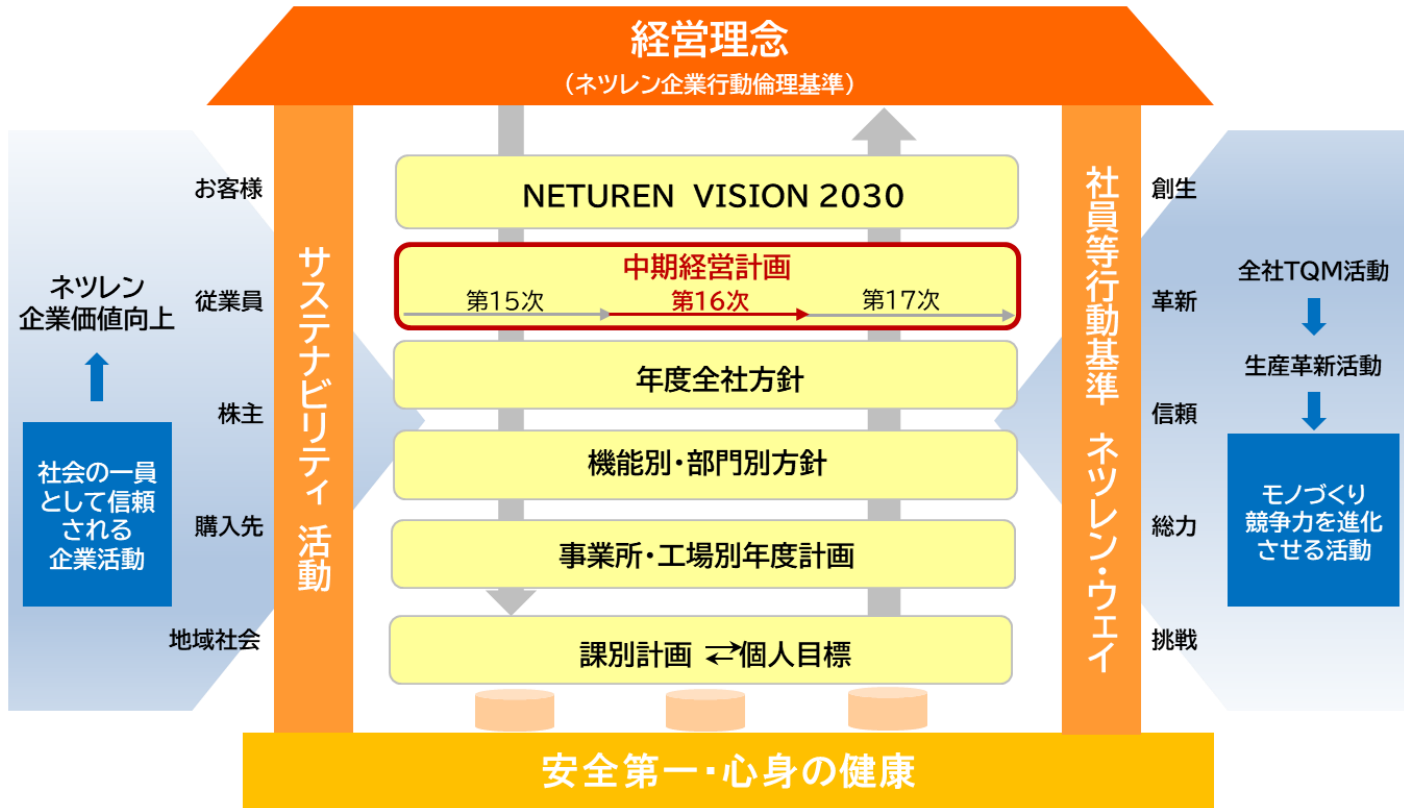 経営理念
（ネツレン企業行動倫理基準）
お客様
従業員
株主
購入先
地域社会
ネツレン
企業価値向上
社会の一員
として信頼
される
企業活動
サステナビリティ 活動
NETUREN VISION 2030
中期経営計画
第15次
第16次
第17次
年度全社方針
機能別・部門別方針
事業所・工場別年度計画
課別計画 ⇄個人目標
社員等行動基準 ネツレン・ウェイ
創生
革新
信頼
総力
挑戦
全社TQM活動
生産革新活動
モノづくり
競争力を進化
させる活動
安全第一・心身の健康